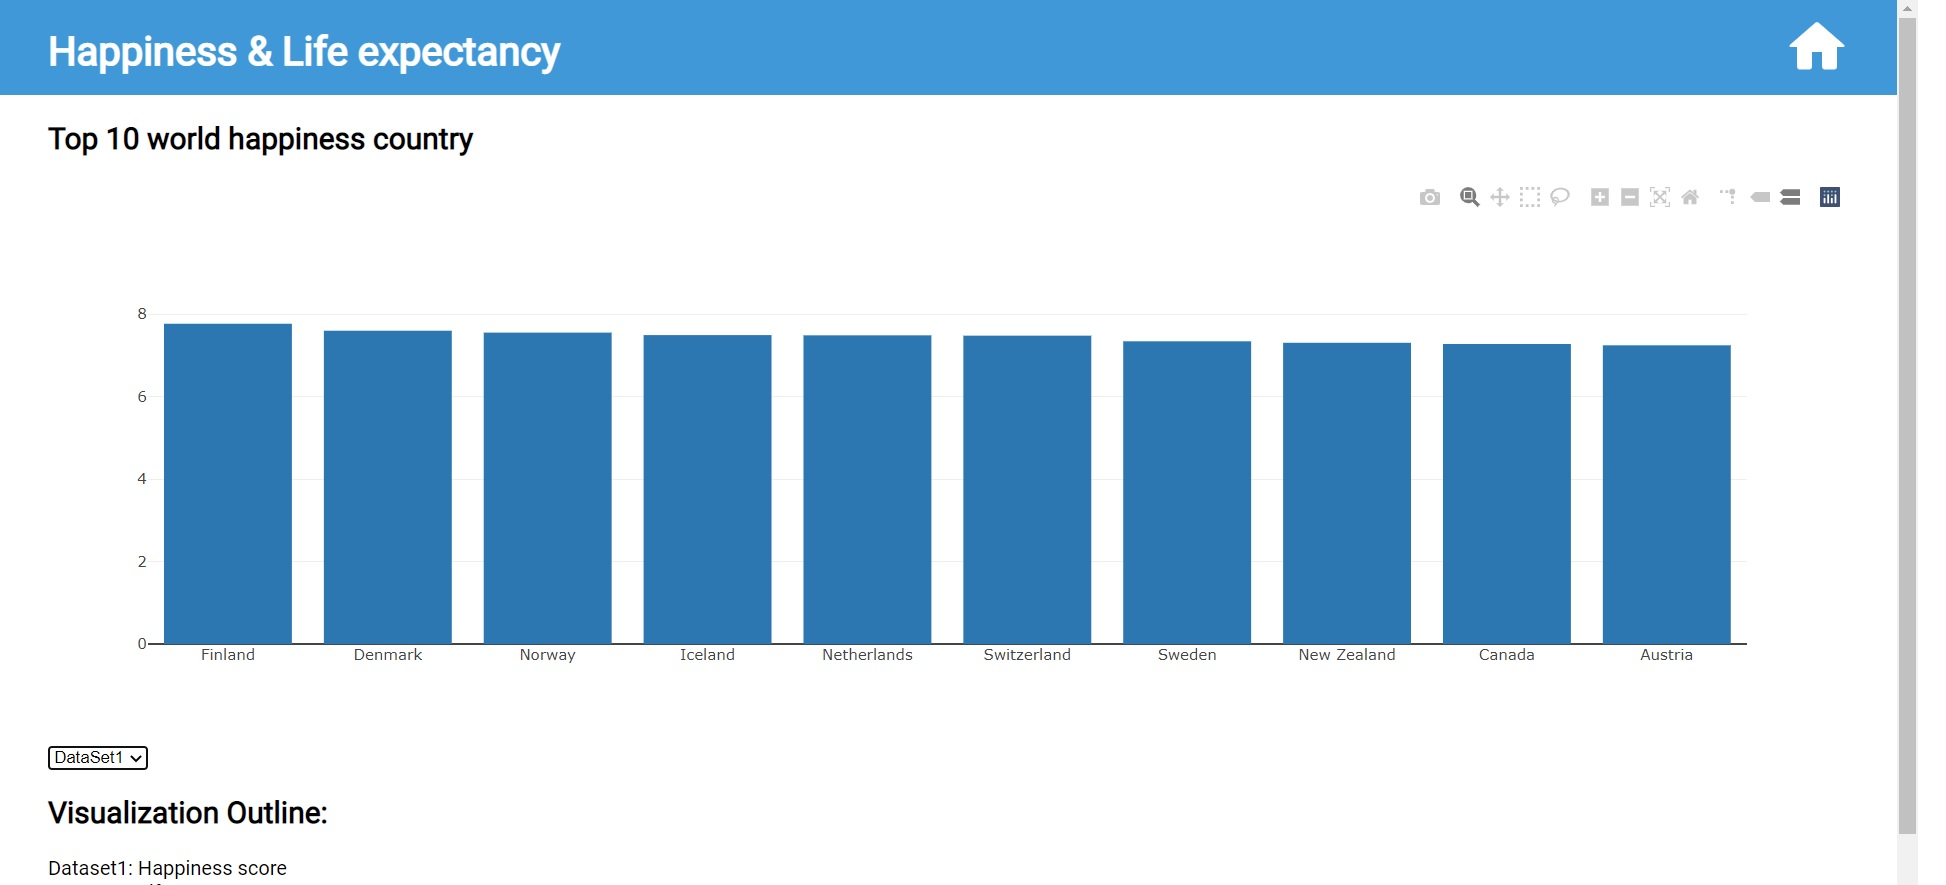 Happiness & Life expectancy
Top 10 world happiness country
8
6
4
2
0
Finland Denmark Norway Iceland Netherlands Switzerland Sweden New Zealand Canada Austria
DataSet1
Visualization Outline:
Dataset1: Happiness score